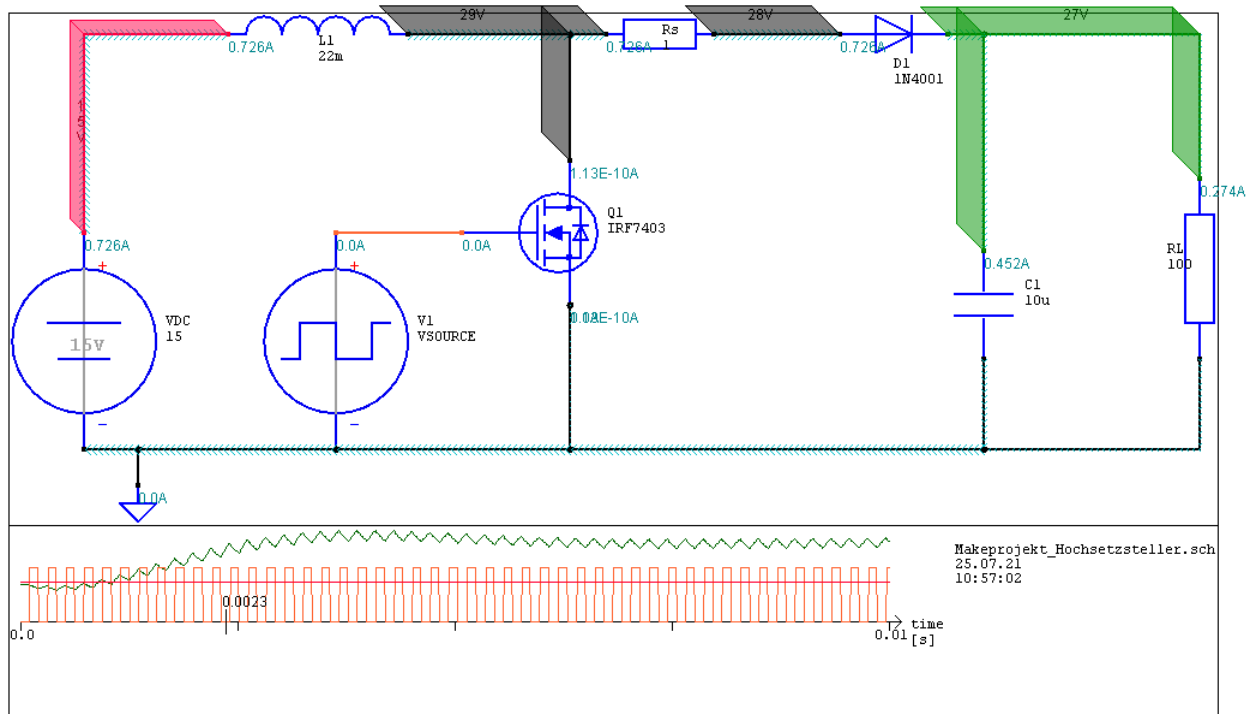 29V
28V
27V
0.726A
L1
22m
0.726A
Rs
1
0.726A
D1
1N4001
15V
1.13E-10A
0.274A
Q1
IRF7403
0.726A
0.0A
0.0A
RL
100
0.452A
C1
10u
+
+
VDC
15
V1
VSOURCE
15V
-
-
0.0A
Makeprojekt_Hochsetzsteller.sch
25.07.21
10:57:02
0.0023
0.0
0.01
time
[s]